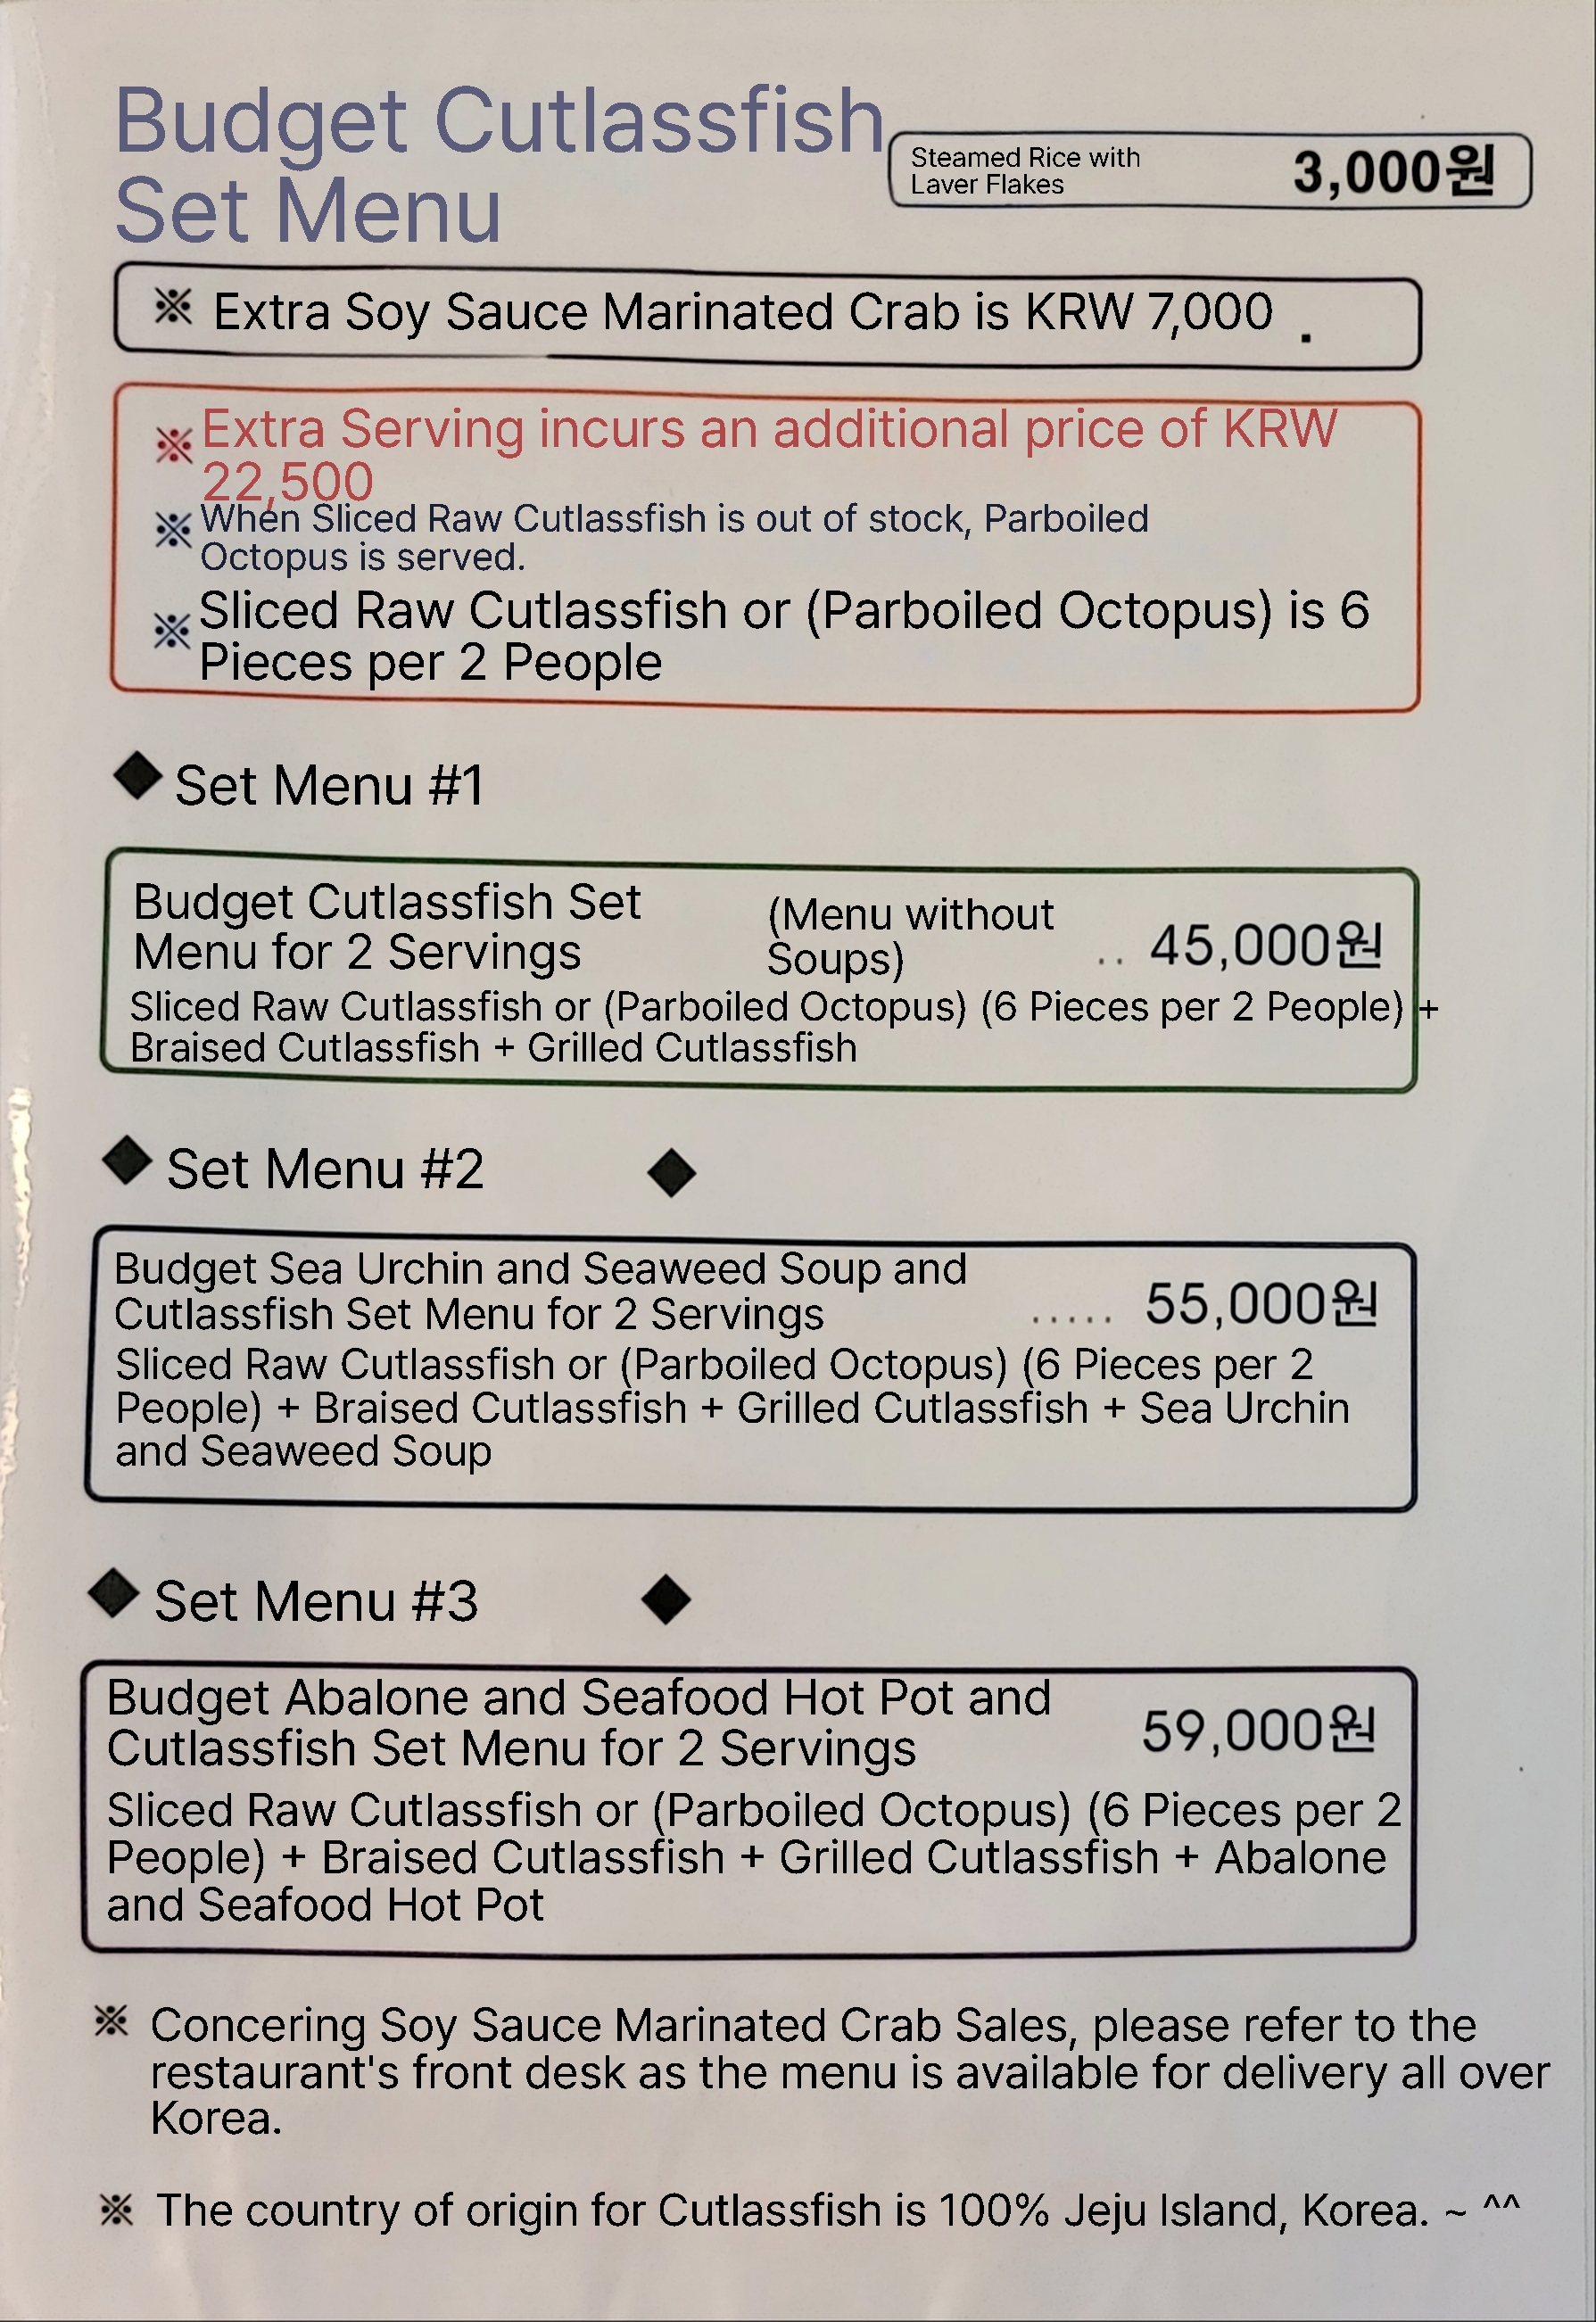 Budget Cutlassfish
Set Menu
Steamed Rice with
Laver Flakes
3,000원
※ Extra Soy Sauce Marinated Crab is KRW 7,000 .
※ Extra Serving incurs an additional price of KRW
22,500
※ When Sliced Raw Cutlassfish is out of stock, Parboiled
Octopus is served.
※ Sliced Raw Cutlassfish or (Parboiled Octopus) is 6
Pieces per 2 People
◆ Set Menu #1
Budget Cutlassfish Set
Menu for 2 Servings
(Menu without
Soups)
.. 45,000원
Sliced Raw Cutlassfish or (Parboiled Octopus) (6 Pieces per 2 People) +
Braised Cutlassfish + Grilled Cutlassfish
◆ Set Menu #2 ◆
Budget Sea Urchin and Seaweed Soup and
Cutlassfish Set Menu for 2 Servings
..... 55,000원
Sliced Raw Cutlassfish or (Parboiled Octopus) (6 Pieces per 2
People) + Braised Cutlassfish + Grilled Cutlassfish + Sea Urchin
and Seaweed Soup
◆ Set Menu #3 ◆
Budget Abalone and Seafood Hot Pot and
Cutlassfish Set Menu for 2 Servings
59,000원
Sliced Raw Cutlassfish or (Parboiled Octopus) (6 Pieces per 2
People) + Braised Cutlassfish + Grilled Cutlassfish + Abalone
and Seafood Hot Pot
※ Concering Soy Sauce Marinated Crab Sales, please refer to the
restaurant's front desk as the menu is available for delivery all over
Korea.
※ The country of origin for Cutlassfish is 100% Jeju Island, Korea. ~ ^^